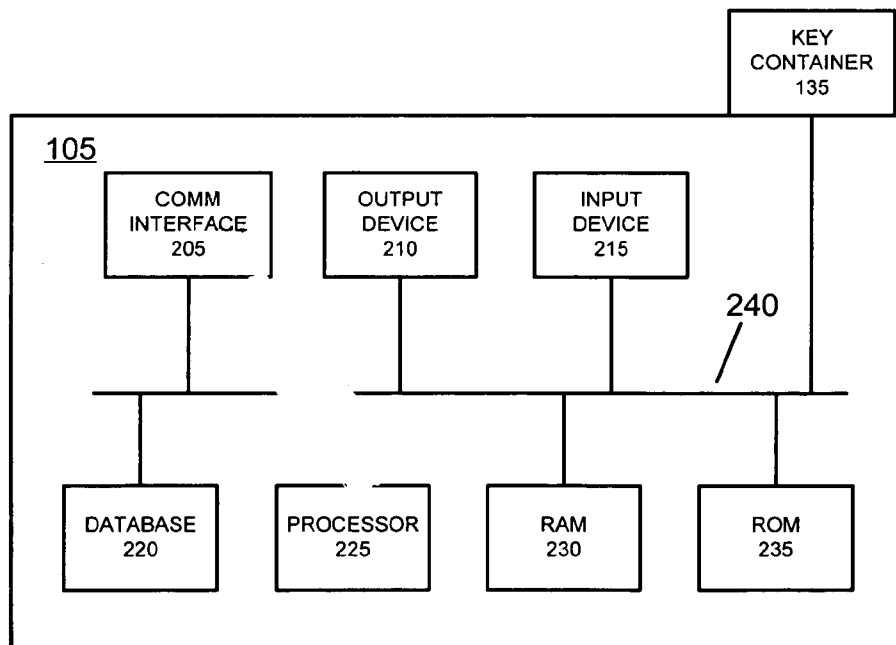 KEY
CONTAINER
135
105
COMM
INTERFACE
205
OUTPUT
DEVICE
210
INPUT
DEVICE
215
240
DATABASE
220
PROCESSOR
225
RAM
230
ROM
235